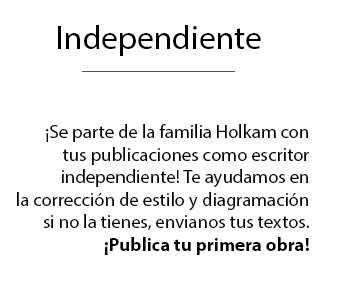 Independiente
¡Se parte de la familia Holkam con
tus publicaciones como escritor
independiente! Te ayudamos en
la corrección de estilo y diagramación
si no la tienes, envianos tus textos.
¡Publica tu primera obra!